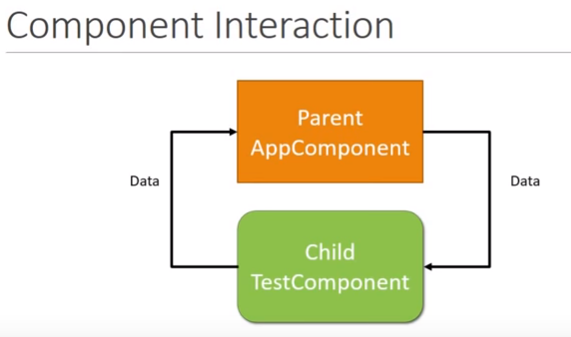 Component Interaction
Parent
AppComponent
Data
Data
Child
TestComponent